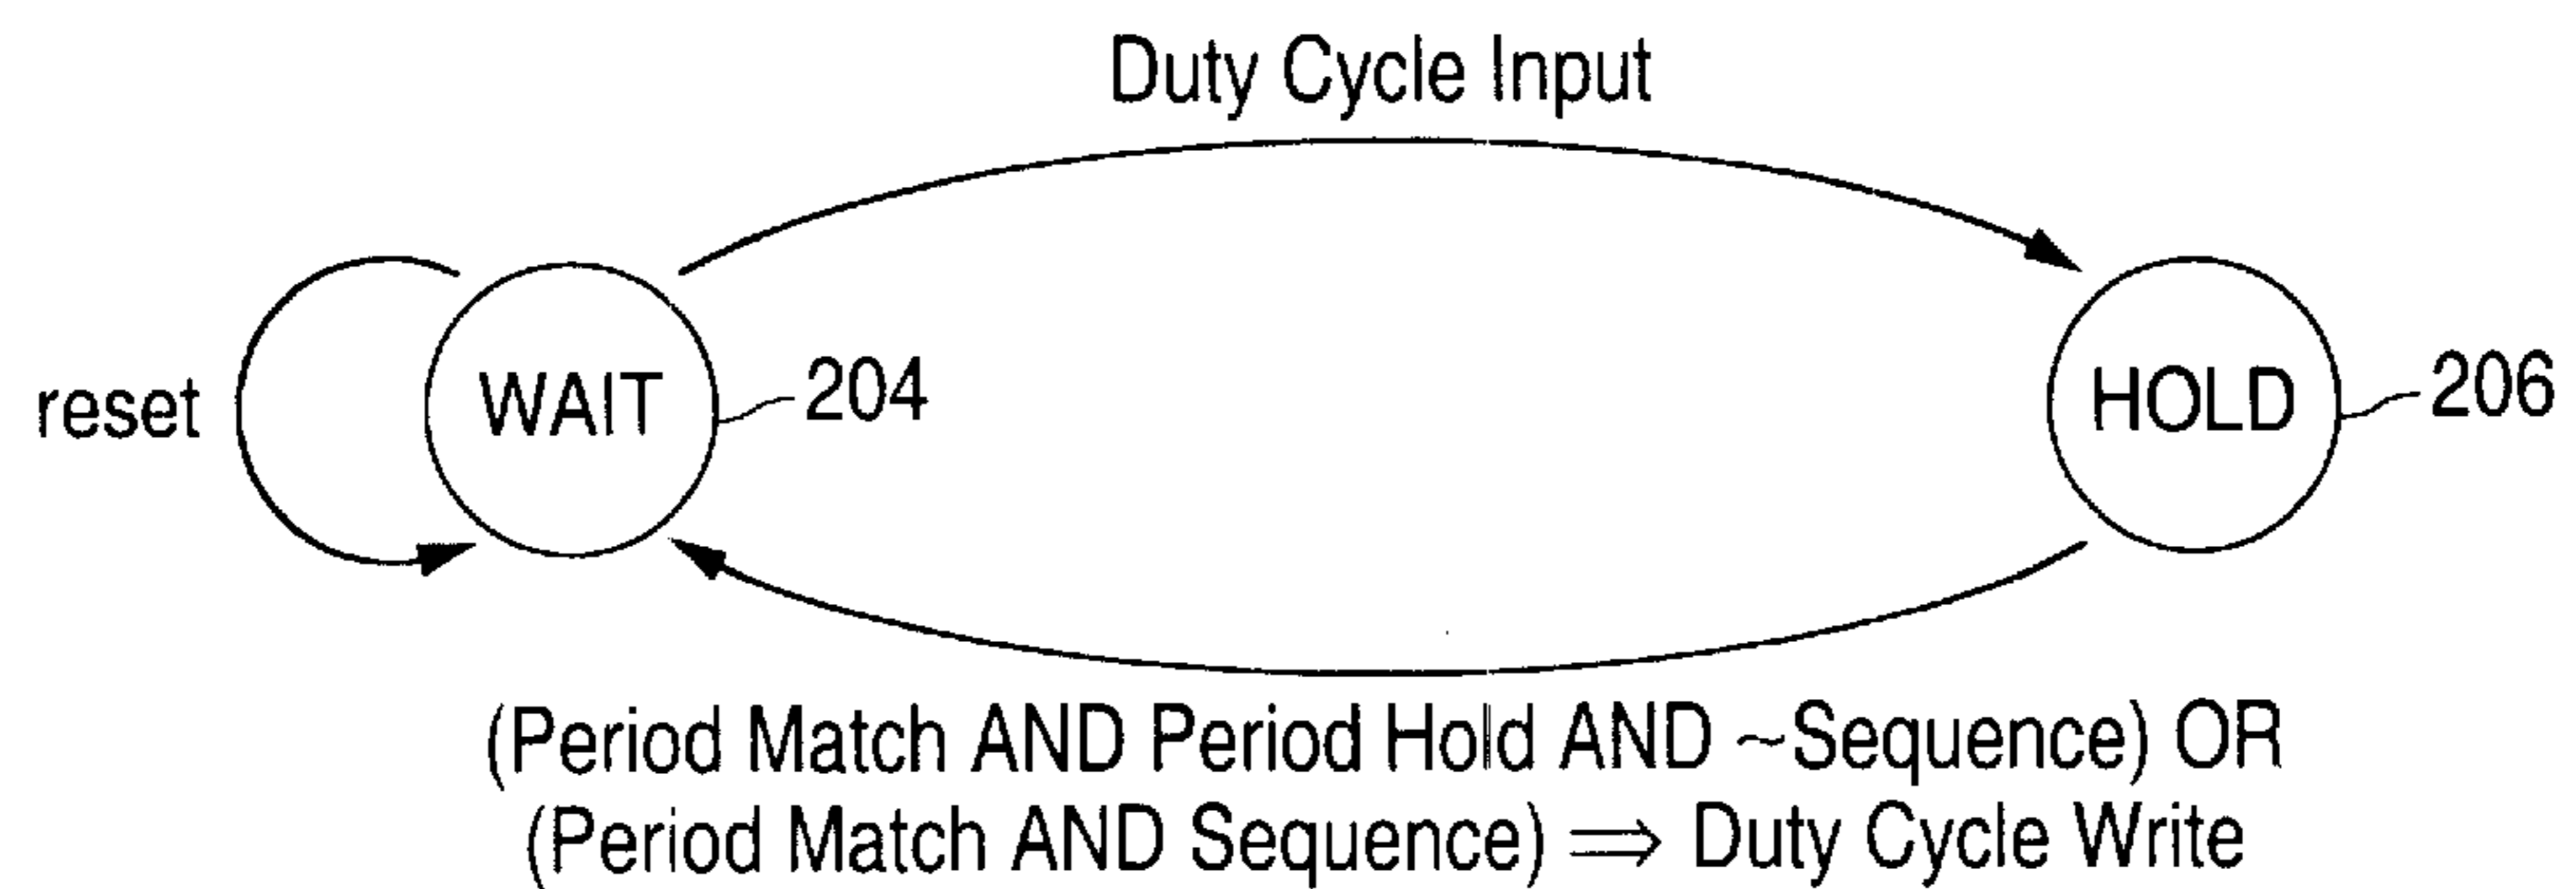 Duty Cycle Input
reset
WAIT
204
HOLD
206
(Period Match AND Period Hold AND ~Sequence) OR
(Period Match AND Sequence) ⟹ Duty Cycle Write